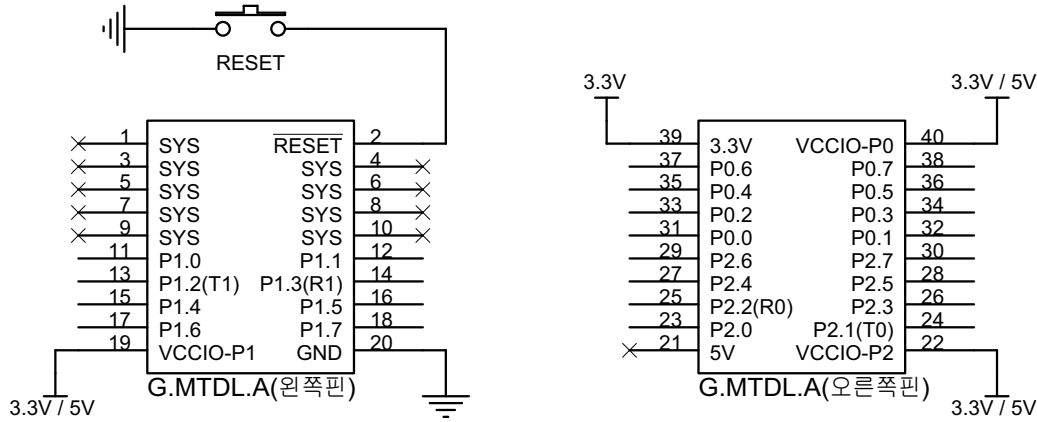 RESET
3.3V
3.3V / 5V
1 SYS RESET 2
3 SYS SYS 4
5 SYS SYS 6
7 SYS SYS 8
9 SYS SYS 10
11 P1.0 P1.1 12
13 P1.2(T1) P1.3(R1) 14
15 P1.4 P1.5 16
17 P1.6 P1.7 18
19 VCCIO-P1 GND 20
3.3V / 5V
G.MTDL.A(왼쪽핀)
39 3.3V VCCIO-P0 40
37 P0.6 P0.7 38
35 P0.4 P0.5 36
33 P0.2 P0.3 34
31 P0.0 P0.1 32
29 P2.6 P2.7 30
27 P2.4 P2.5 28
25 P2.2(R0) P2.3 26
23 P2.0 P2.1(T0) 24
21 5V VCCIO-P2 22
G.MTDL.A(오른쪽핀)
3.3V / 5V